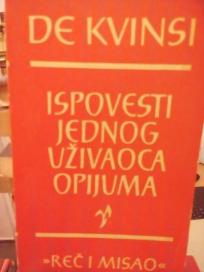 DE KVINSI
ISPOVESTI
JEDNOG
UŽIVAOCA
OPIJUMA
»REČ I MISAO«